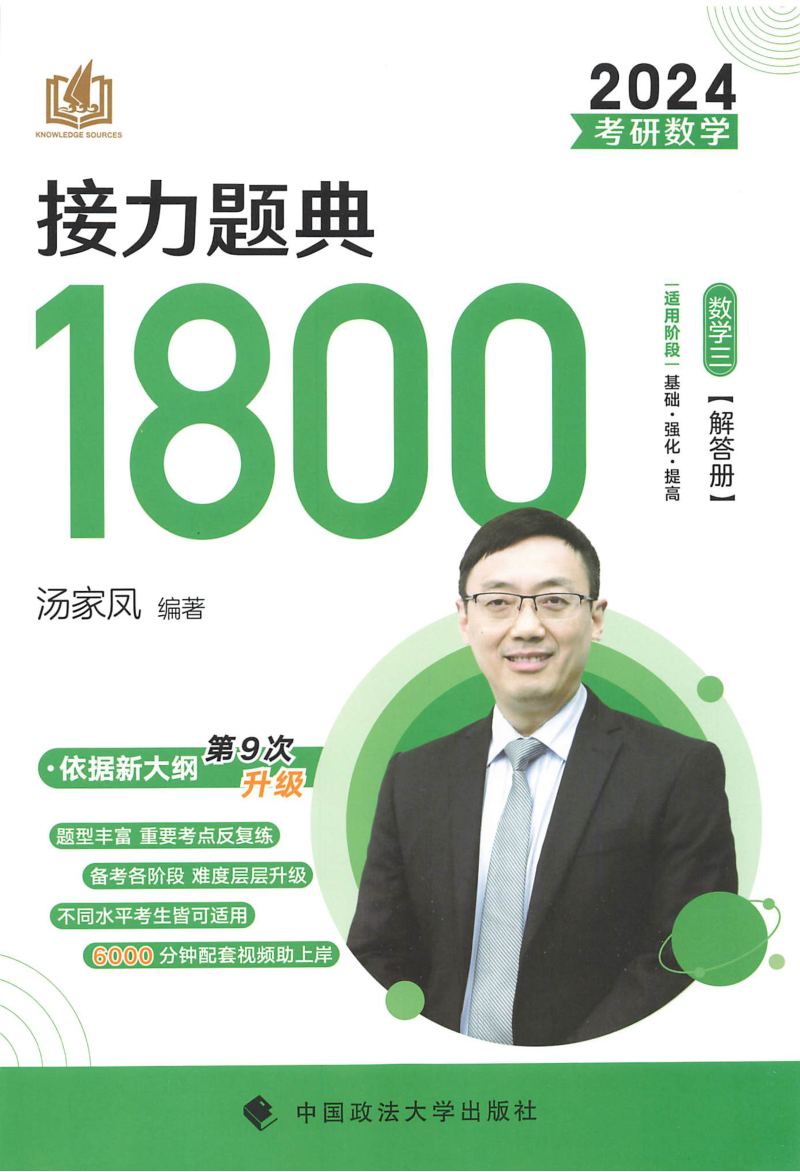 KNOWLEDGE SOURCES
2024
考研数学
接力题典
1800
数学三
【解答册】
适用阶段
基础·强化·提高
汤家凤 编著
·依据新大纲 第9次
升级
题型丰富 重要考点反复练
备考各阶段 难度层层升级
不同水平考生皆可适用
6000分钟配套视频助上岸
中国政法大学出版社